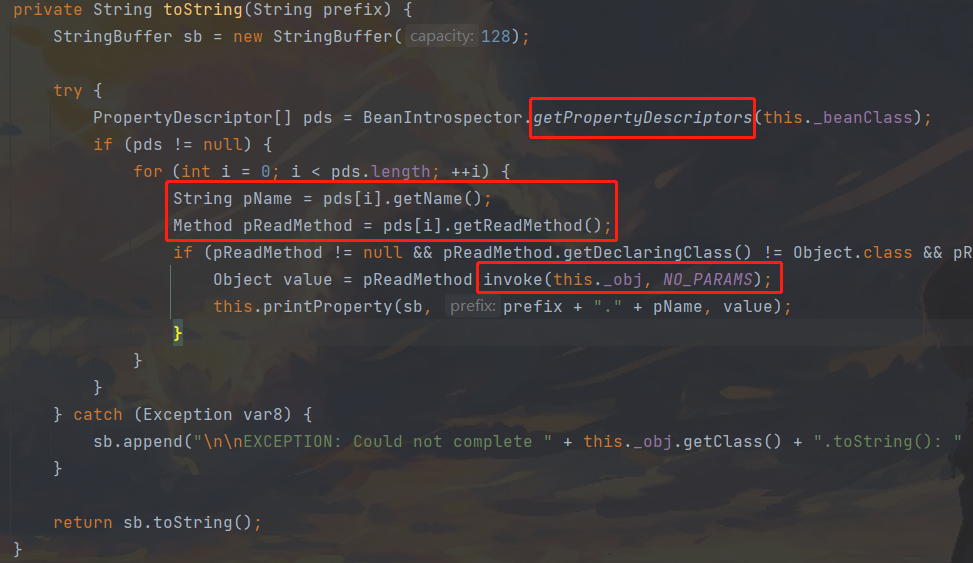 private String toString(String prefix) {
StringBuffer sb = new StringBuffer( capacity: 128);
try {
PropertyDescriptor[] pds = BeanIntrospector.getPropertyDescriptors(this._beanClass);
if (pds != null) {
for (int i = 0; i < pds.length; ++i) {
String pName = pds[i].getName();
Method pReadMethod = pds[i].getReadMethod();
if (pReadMethod != null && pReadMethod.getDeclaringClass() != Object.class && pR
Object value = pReadMethod invoke(this._obj, NO_PARAMS);
this.printProperty(sb, prefix: prefix + "." + pName, value);
}
}
}
} catch (Exception var8) {
sb.append("\n\nEXCEPTION: Could not complete " + this._obj.getClass() + ".toString(): "
}
return sb.toString();
}